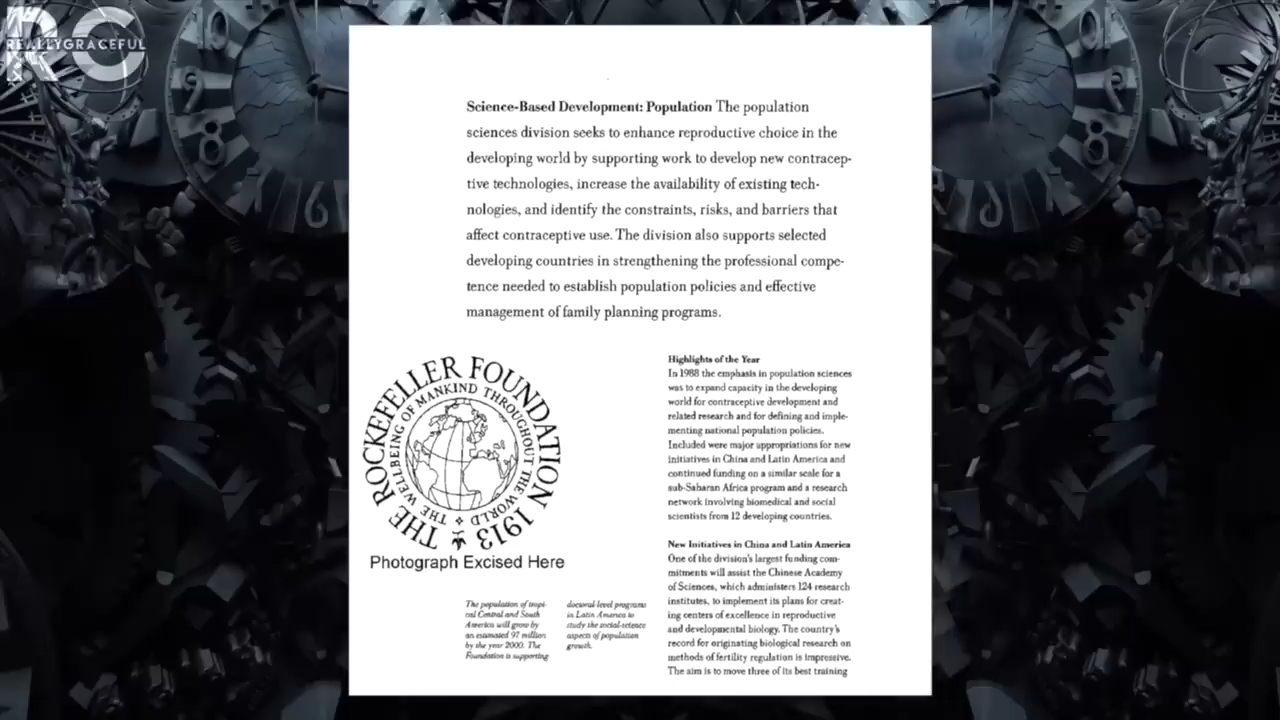 RG
REALLYGRACEFUL
Science-Based Development: Population The population
sciences division seeks to enhance reproductive choice in the
developing world by supporting work to develop new contracep-
tive technologies, increase the availability of existing tech-
nologies, and identify the constraints, risks, and barriers that
affect contraceptive use. The division also supports selected
developing countries in strengthening the professional compe-
tence needed to establish population policies and effective
management of family planning programs.
THE ROCKEFELLER FOUNDATION 1913
THE WELLBEING OF MANKIND THROUGHOUT THE WORLD
Photograph Excised Here
The population of tropi-
cal Central and South
America will grow by
an estimated 97 million
by the year 2000. The
Foundation is supporting
doctoral-level programs
in Latin America to
study the social-science
aspects of population
growth.
Highlights of the Year
In 1988 the emphasis in population sciences
was to expand capacity in the developing
world for contraceptive development and
related research and for defining and imple-
menting national population policies.
Included were major appropriations for new
initiatives in China and Latin America and
continued funding on a similar scale for a
sub-Saharan Africa program and a research
network involving biomedical and social
scientists from 12 developing countries.
New Initiatives in China and Latin America
One of the division's largest funding com-
mitments will assist the Chinese Academy
of Sciences, which administers 124 research
institutes, to implement its plans for creat-
ing centers of excellence in reproductive
and developmental biology. The country's
record for originating biological research on
methods of fertility regulation is impressive.
The aim is to move three of its best training